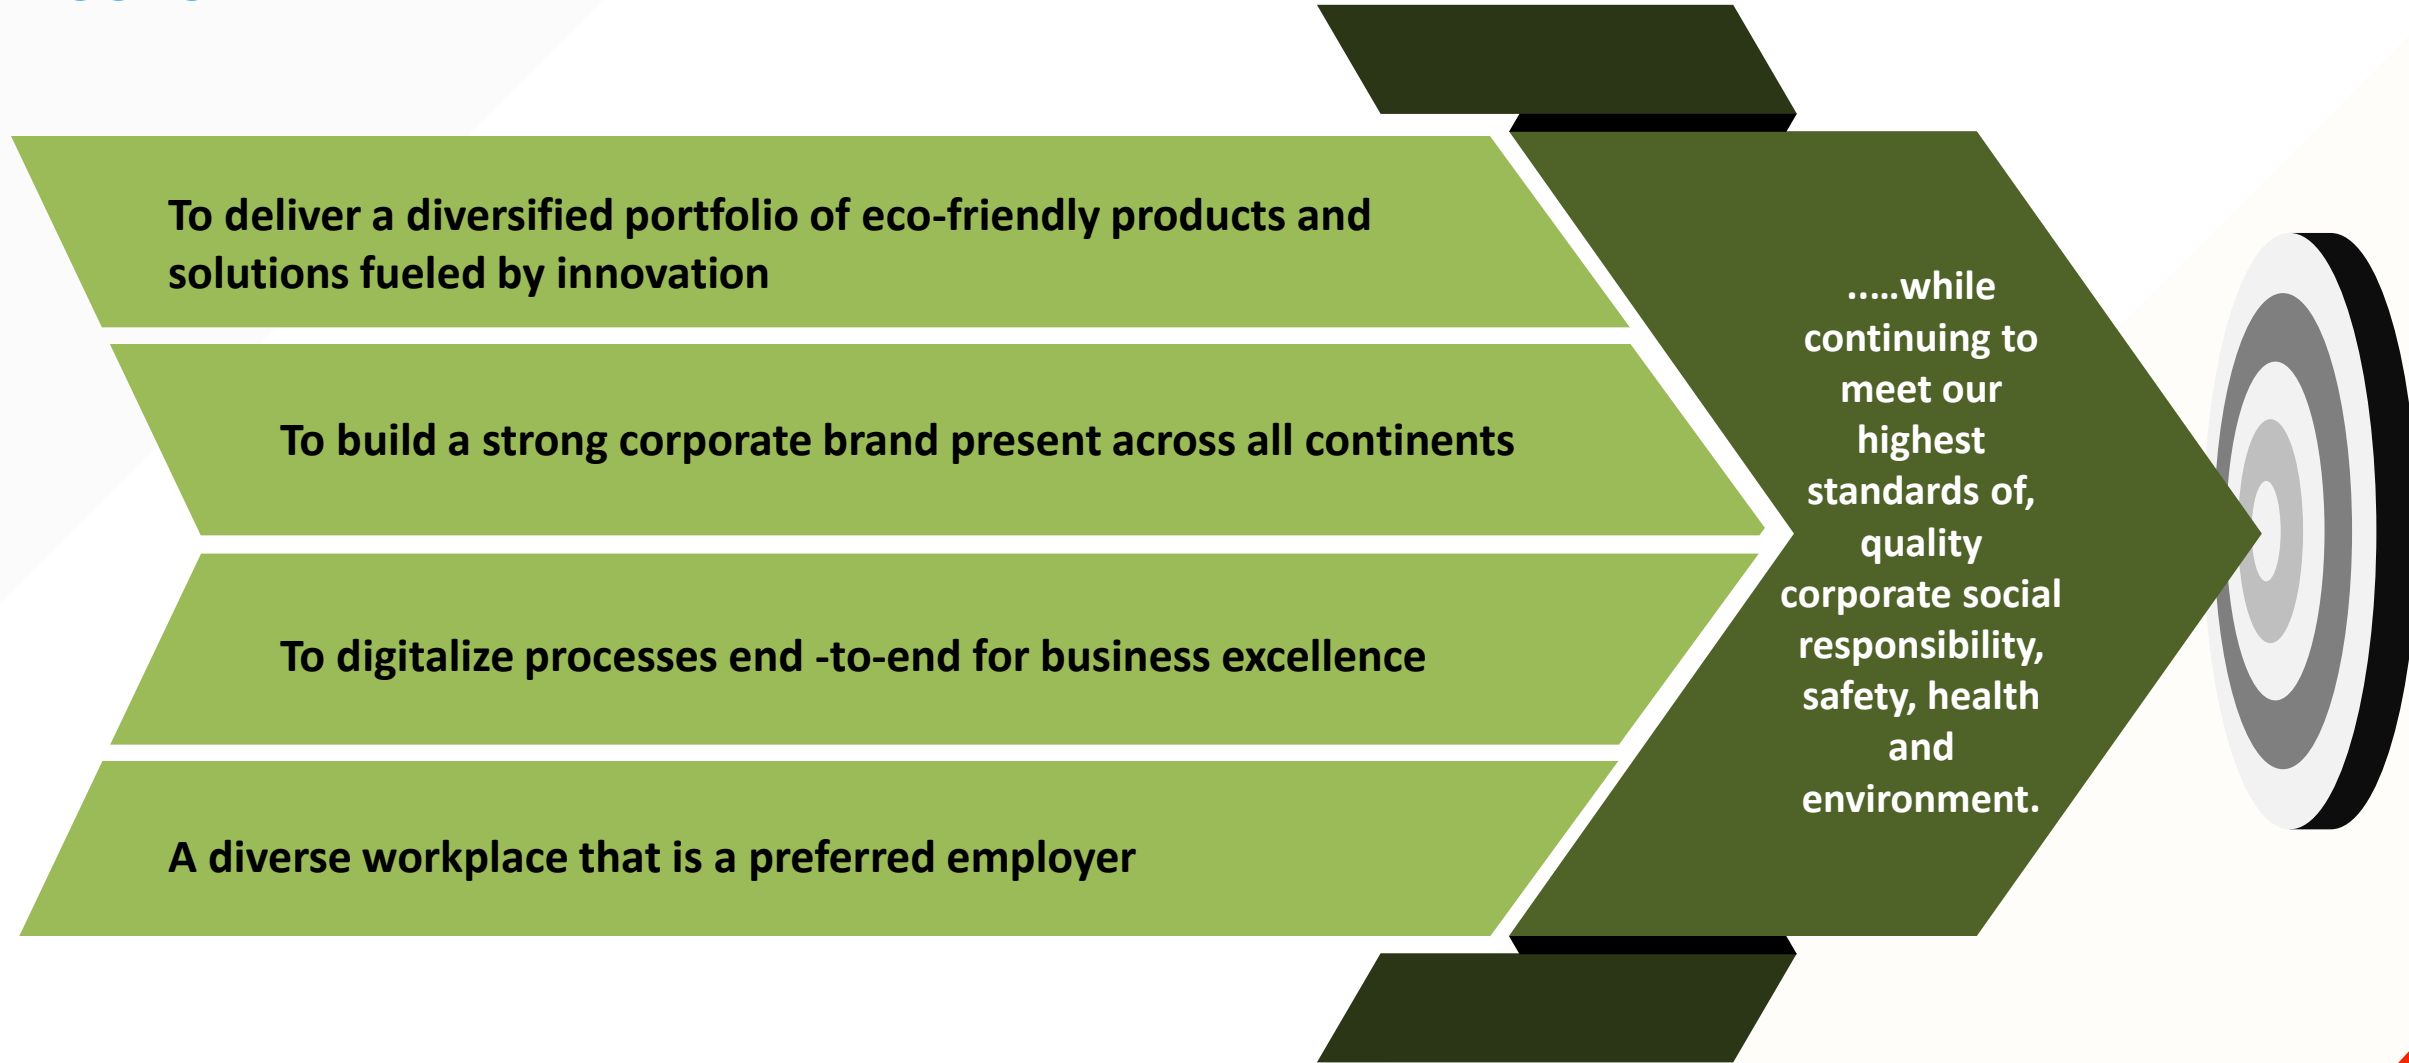 To deliver a diversified portfolio of eco-friendly products and
solutions fueled by innovation
To build a strong corporate brand present across all continents
To digitalize processes end -to-end for business excellence
A diverse workplace that is a preferred employer
.....while
continuing to
meet our
highest
standards of,
quality
corporate social
responsibility,
safety, health
and
environment.